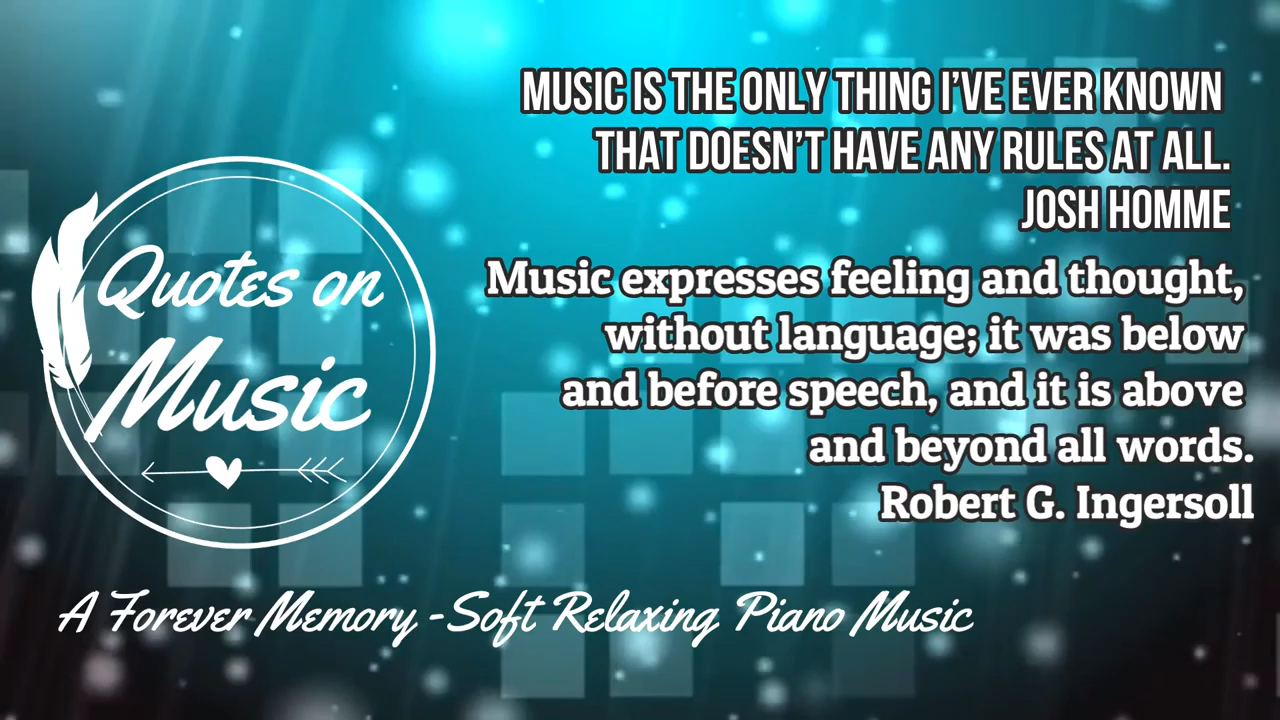 Quotes on
Music
MUSIC IS THE ONLY THING I'VE EVER KNOWN
THAT DOESN'T HAVE ANY RULES AT ALL.
JOSH HOMME
Music expresses feeling and thought,
without language; it was below
and before speech, and it is above
and beyond all words.
Robert G. Ingersoll
A Forever Memory -Soft Relaxing Piano Music